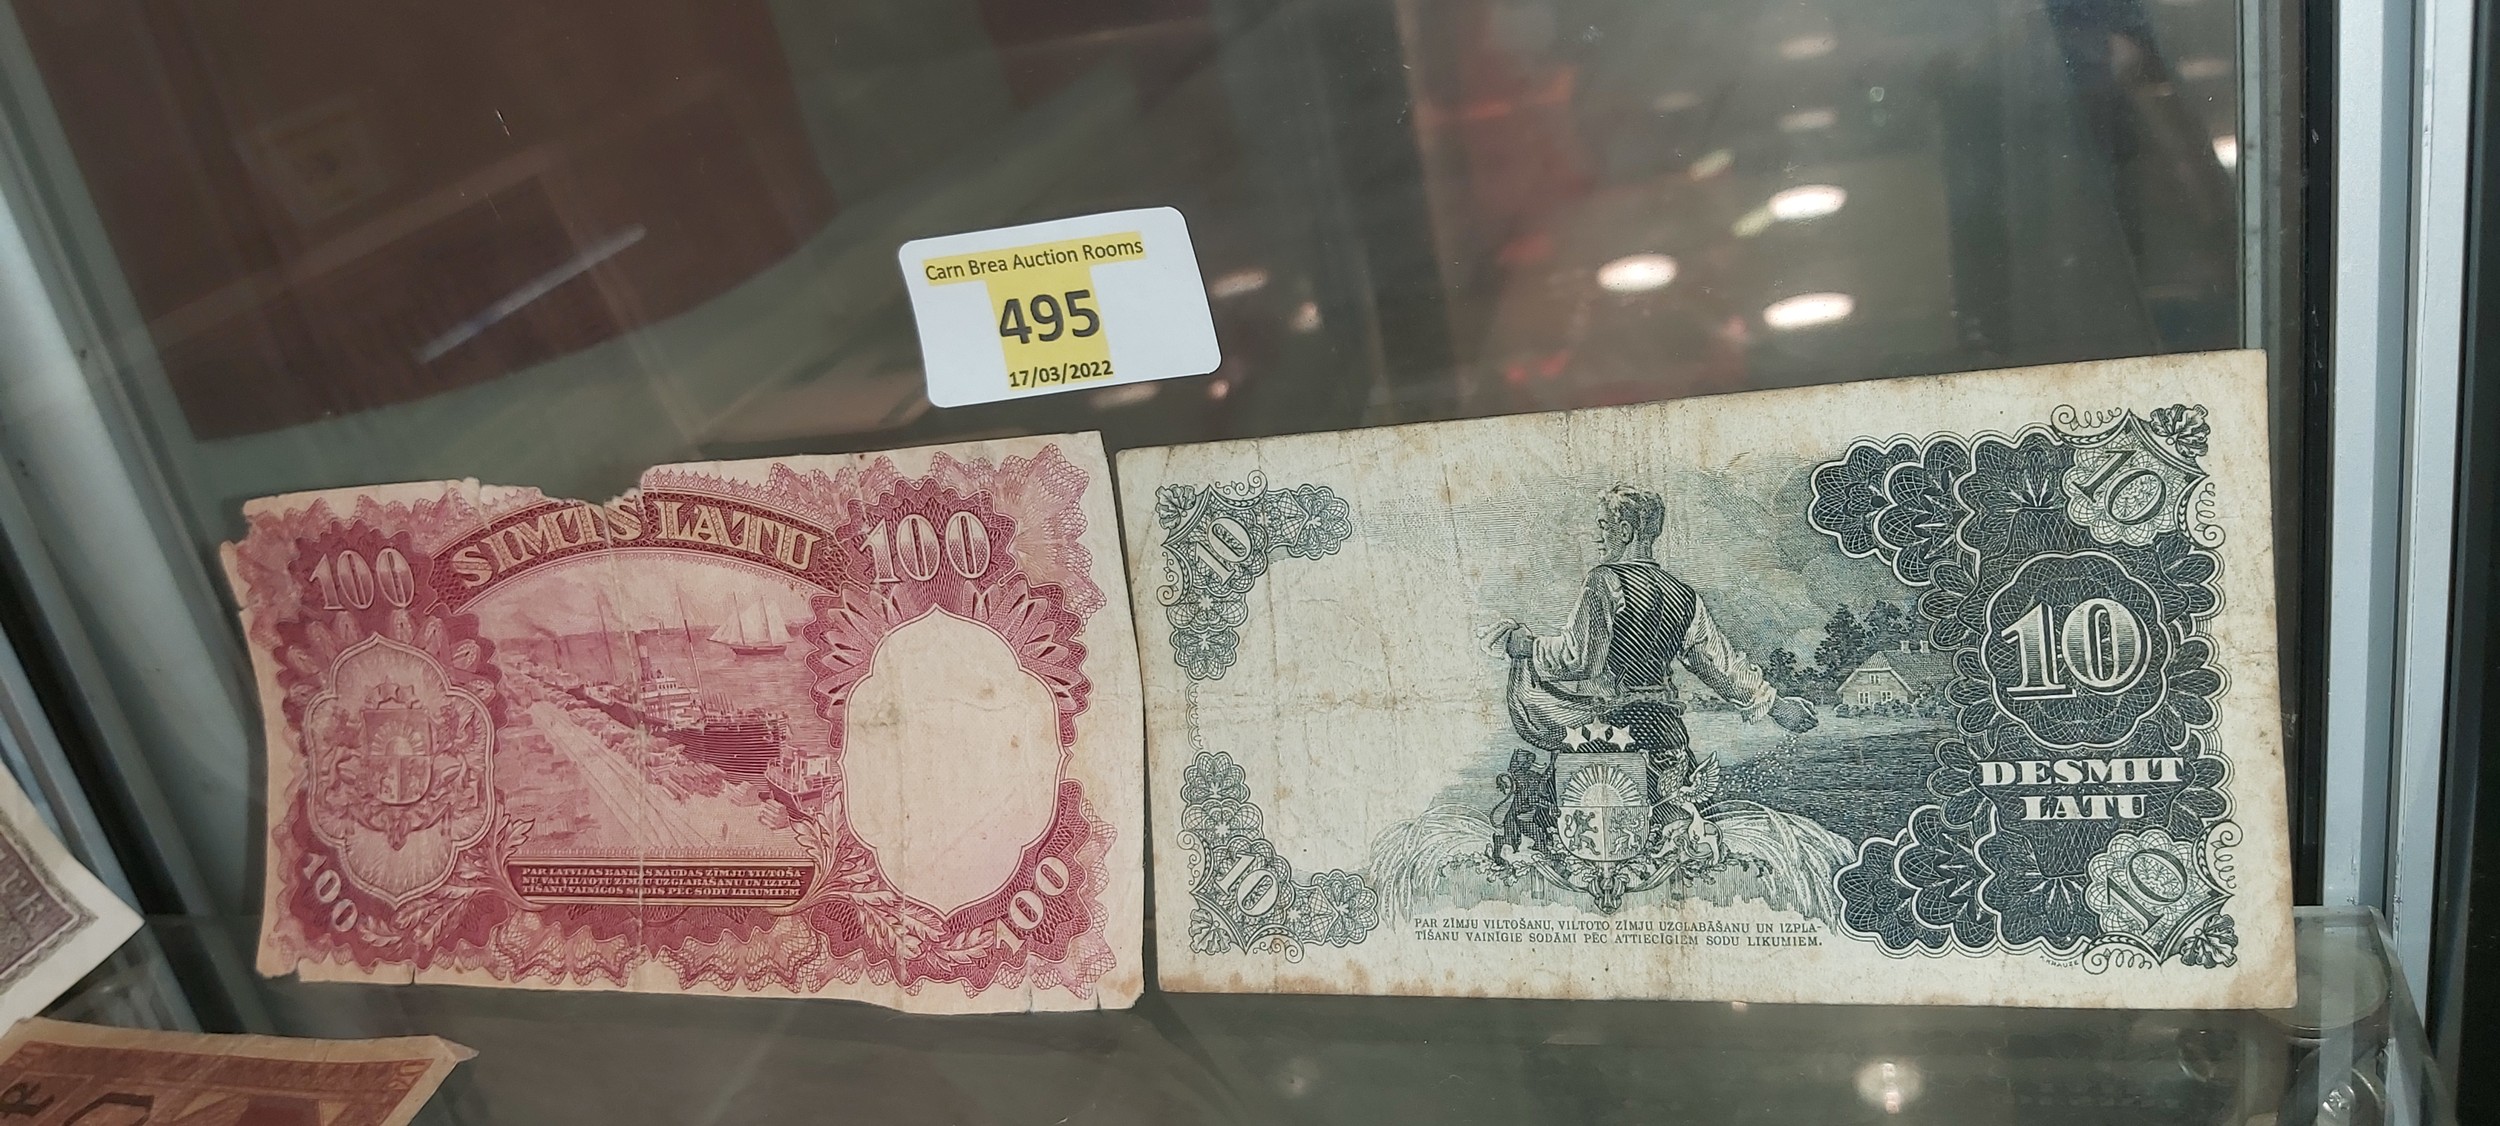 Carn Brea Auction Rooms
495
17/03/2022
SIMTS LATU
100
100
PAR LATVIJAS BANKAS NAUDAS ZĪMJU VILTOŠA-
NU VAI VILTOTU ZĪMJU UZGLABĀŠANU UN IZPLA-
TĪŠANU VAINĪGOS SODĪS PĒC SODU LIKUMIEM
100
100
10
10
10
DESMIT
LATU
10
10
PAR ZĪMJU VILTOŠANU, VILTOTO ZĪMJU UZGLABĀŠANU UN IZPLA-
TĪŠANU VAINĪGIE SODĀMI PĒC ATTIECĪGIEM SODU LIKUMIEM.